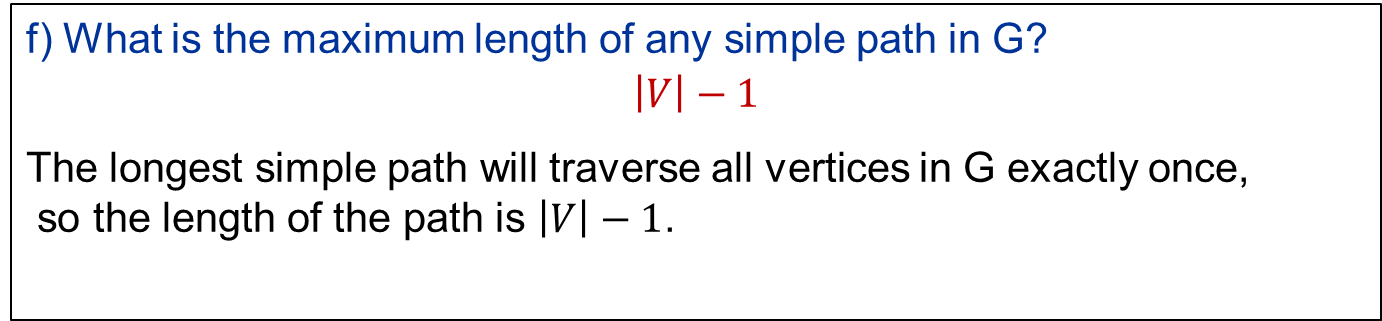 f) What is the maximum length of any simple path in G?
|V| − 1
The longest simple path will traverse all vertices in G exactly once,
so the length of the path is |V| − 1.